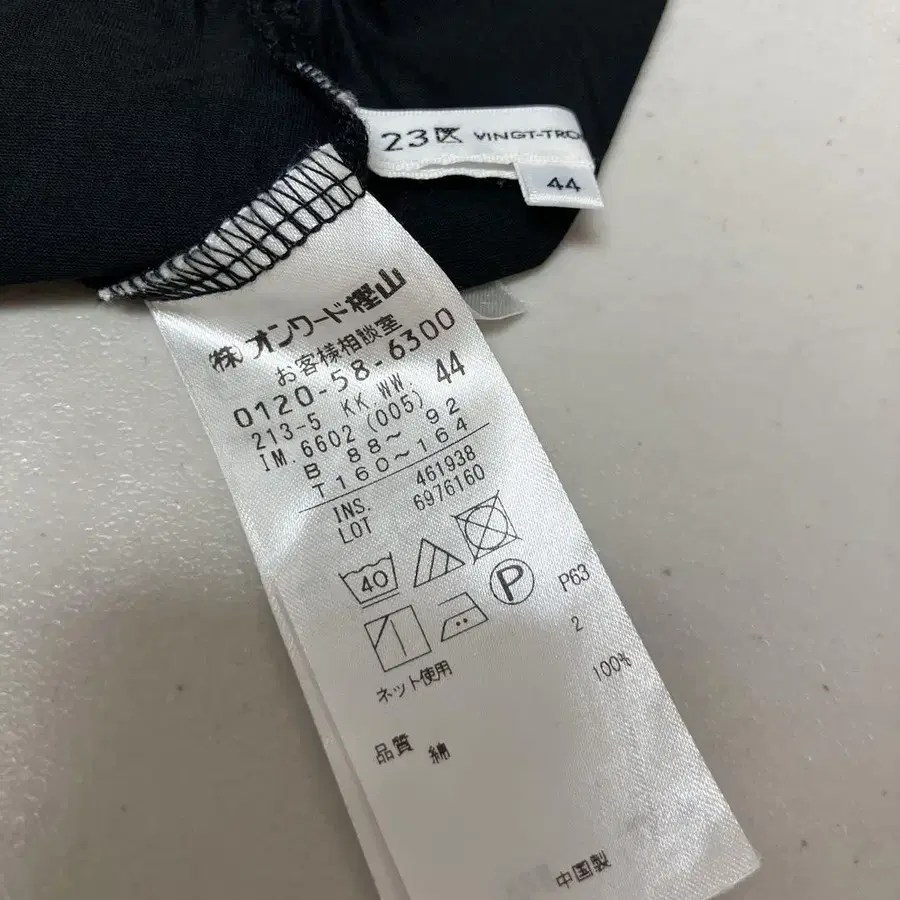 23区 VINGT-TRO
44
㈱オンワード樫山
お客様相談室
0120-58-6300
213-5 KK WW. 44
IM.6602(005)
B 88~ 92
T160~164
INS. 461938
LOT 6976160
40
P
P63
2
ネット使用
100%
品質 綿
中国製